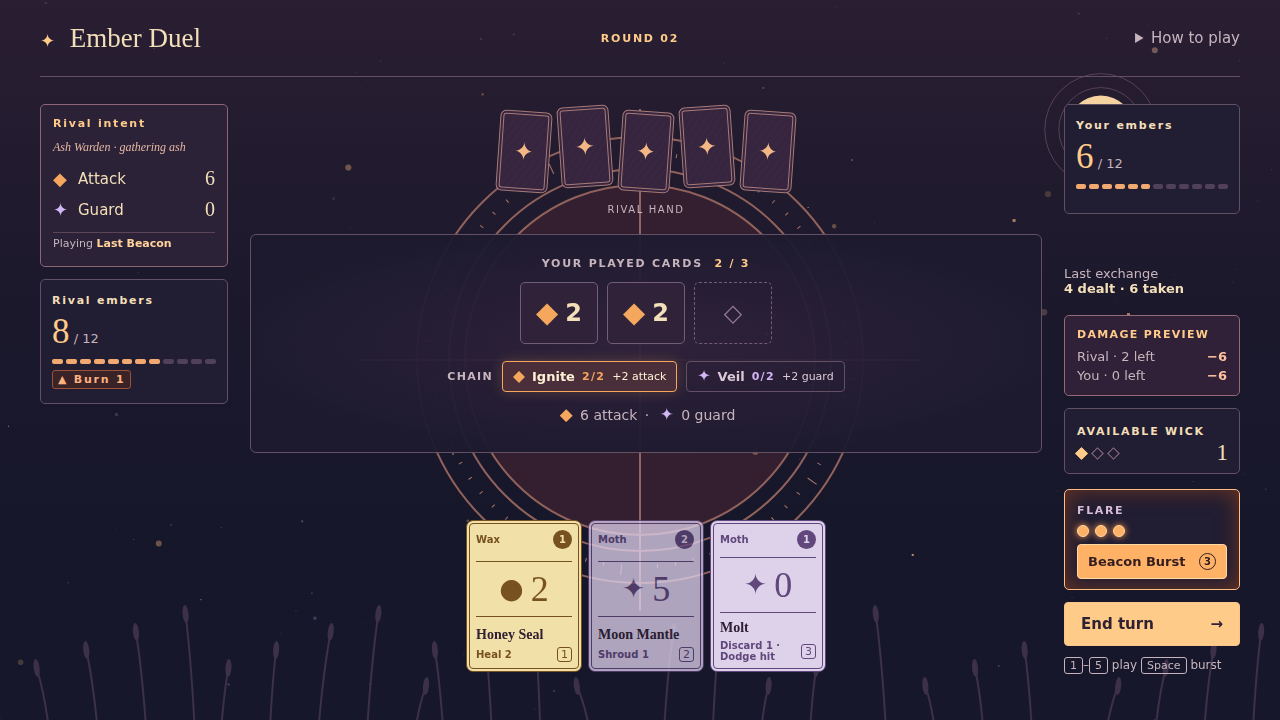 Ember Duel
ROUND 02
How to play
Rival intent
Ash Warden · gathering ash
Attack 6
Guard 0
Playing Last Beacon
Rival embers
8 / 12
Burn 1
RIVAL HAND
YOUR PLAYED CARDS 2 / 3
2
2
CHAIN Ignite 2/2 +2 attack Veil 0/2 +2 guard
6 attack · 0 guard
Your embers
6 / 12
Last exchange
4 dealt · 6 taken
DAMAGE PREVIEW
Rival · 2 left −6
You · 0 left −6
AVAILABLE WICK
1
FLARE
Beacon Burst 3
End turn →
1–5 play Space burst
Wax 1
2
Honey Seal
Heal 2 1
Moth 2
5
Moon Mantle
Shroud 1 2
Moth 1
0
Molt
Discard 1 ·
Dodge hit 3